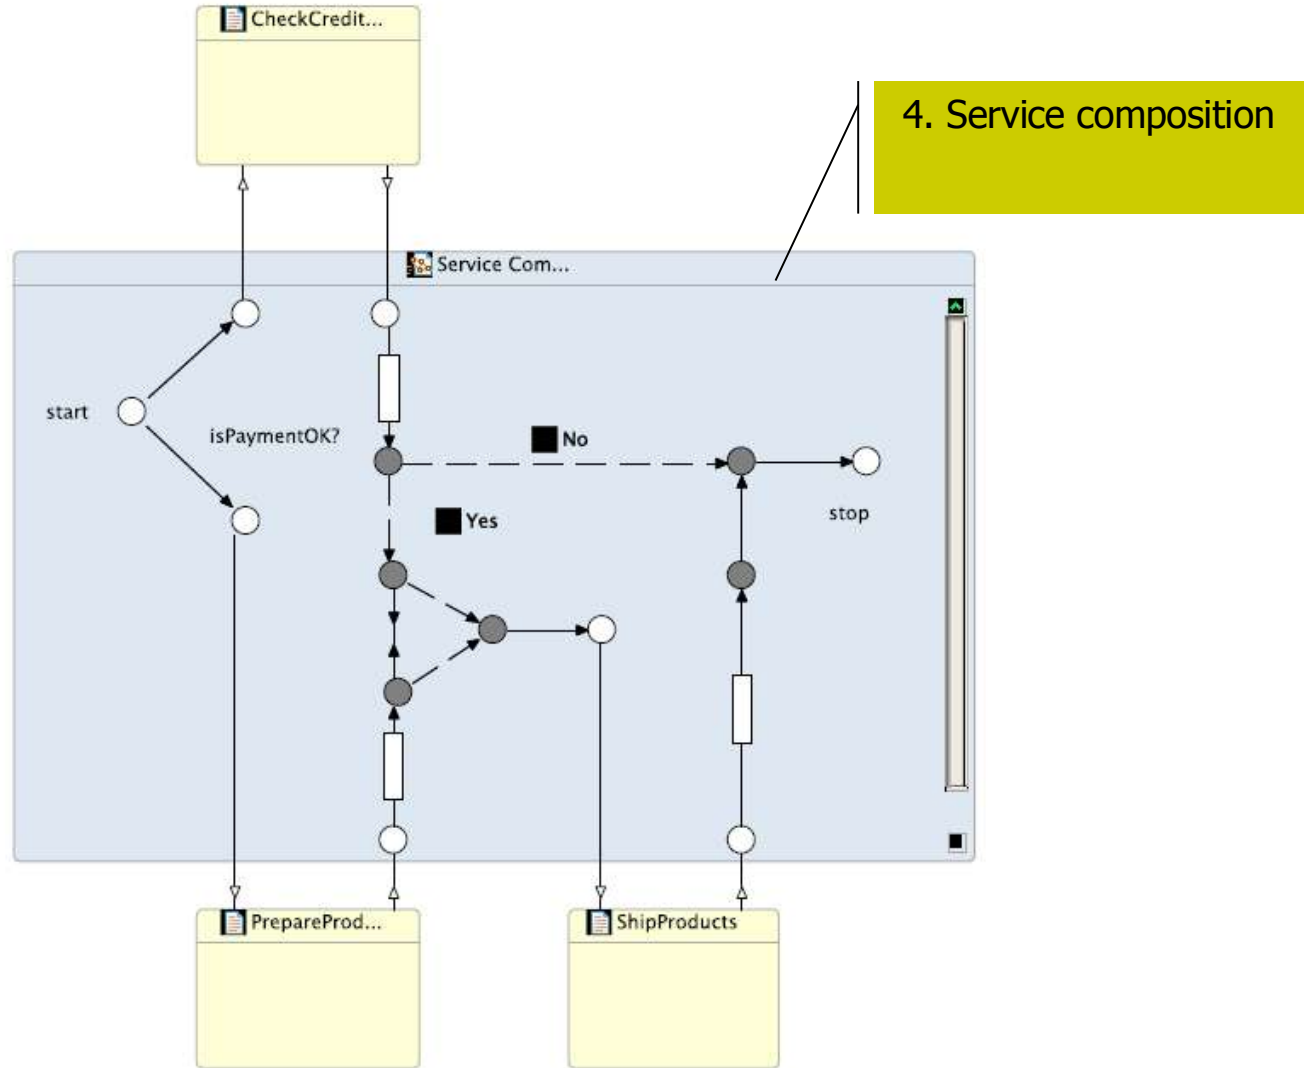 CheckCredit...
4. Service composition
Service Com...
start
isPaymentOK?
No
Yes
stop
PrepareProd...
ShipProducts